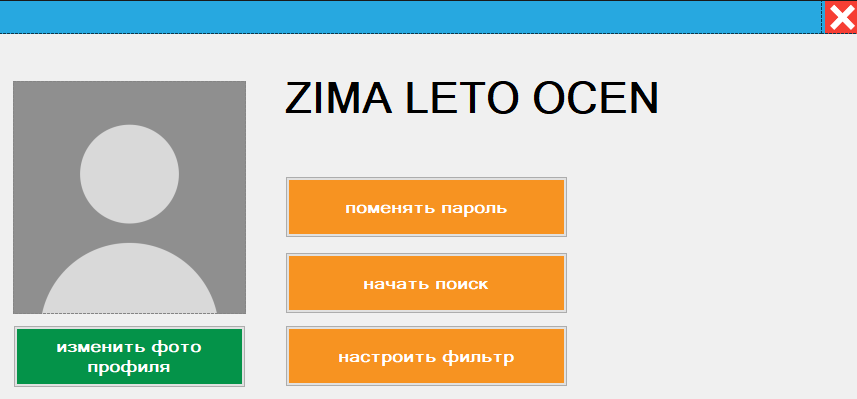 ZIMA LETO OCEN
поменять пароль
начать поиск
изменить фото
профиля
настроить фильтр